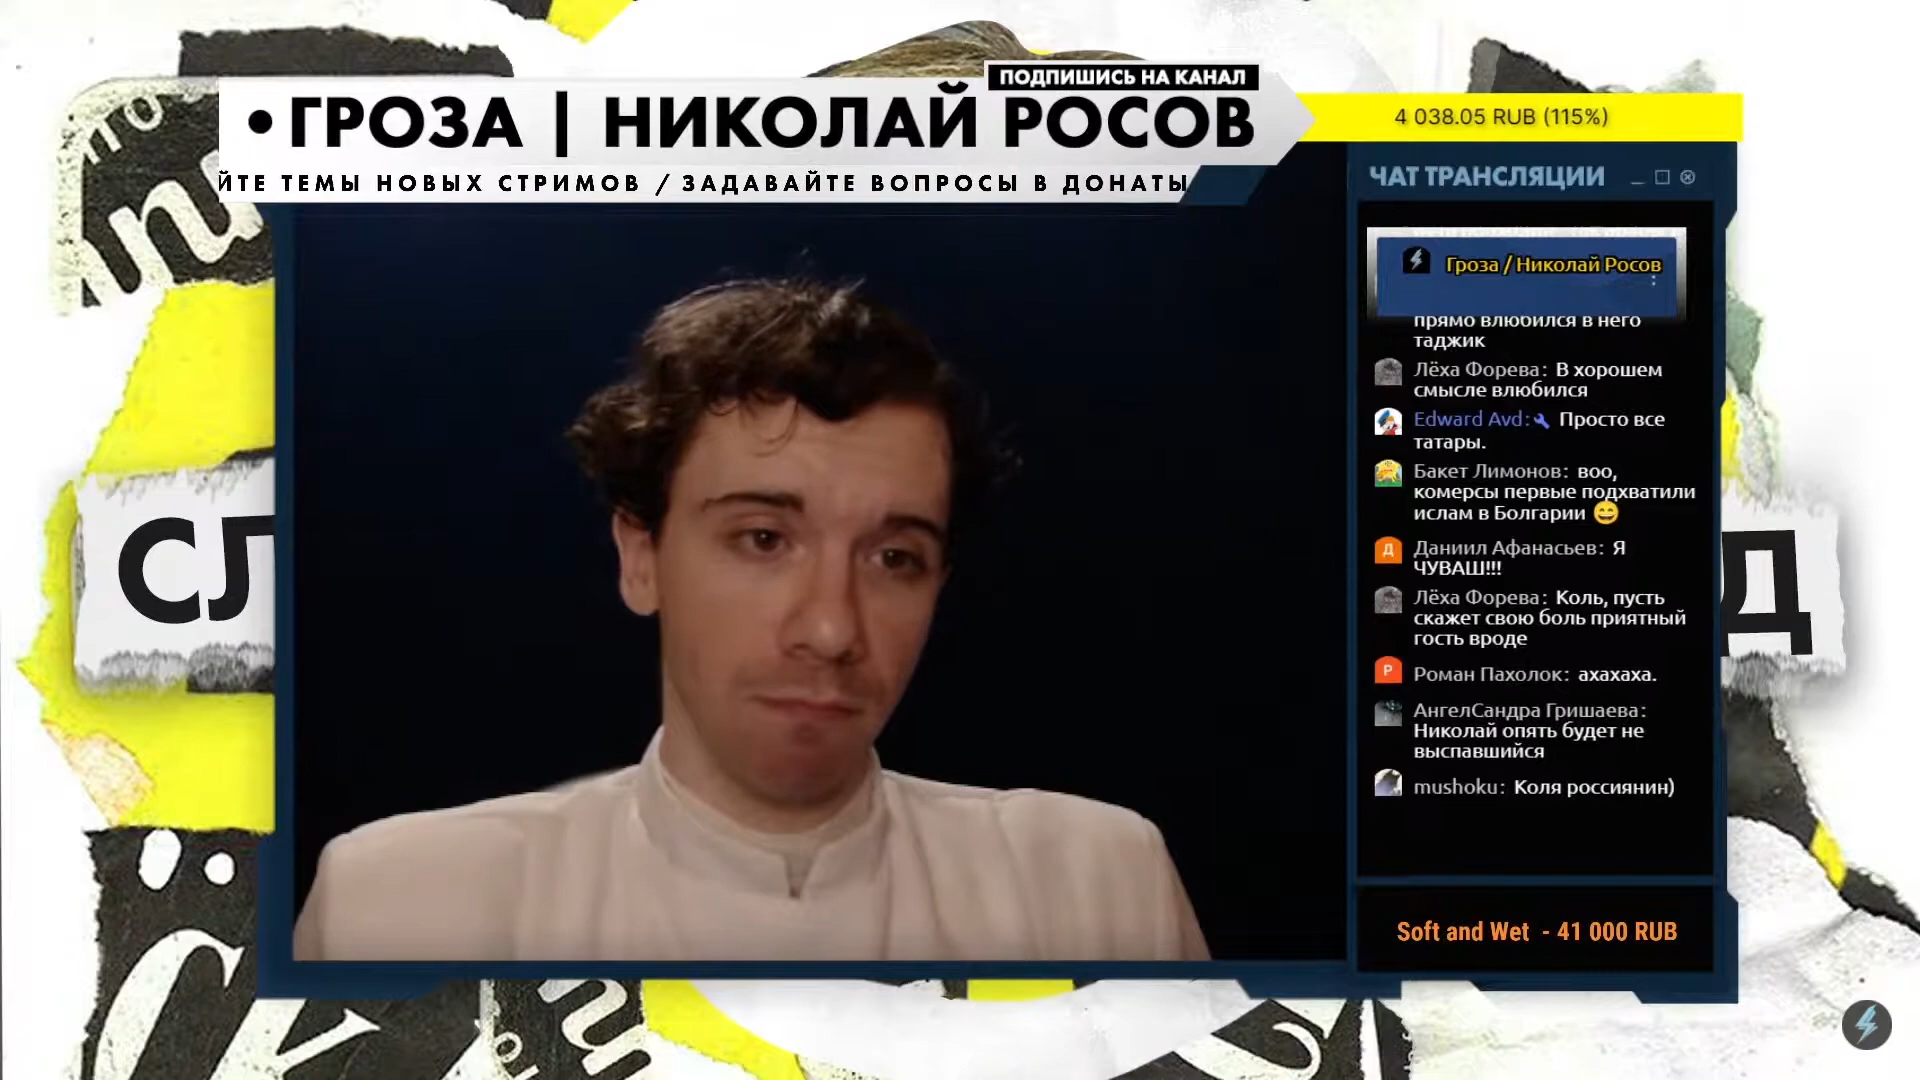 ПОДПИШИСЬ НА КАНАЛ
• ГРОЗА | НИКОЛАЙ РОСОВ
4 038.05 RUB (115%)
ЙТЕ ТЕМЫ НОВЫХ СТРИМОВ / ЗАДАВАЙТЕ ВОПРОСЫ В ДОНАТЫ
ЧАТ ТРАНСЛЯЦИИ
Гроза / Николай Росов
прямо влюбился в него
таджик
Лёха Форева: В хорошем
смысле влюбился
Edward Avd: Просто все
татары.
Бакет Лимонов: воо,
комерсы первые подхватили
ислам в Болгарии 😄
Д
Даниил Афанасьев: Я
ЧУВАШ!!!
Лёха Форева: Коль, пусть
скажет свою боль приятный
гость вроде
Р
Роман Пахолок: ахахаха.
АнгелСандра Гришаева:
Николай опять будет не
выспавшийся
mushoku: Коля россиянин)
Soft and Wet - 41 000 RUB
СЛ
Д